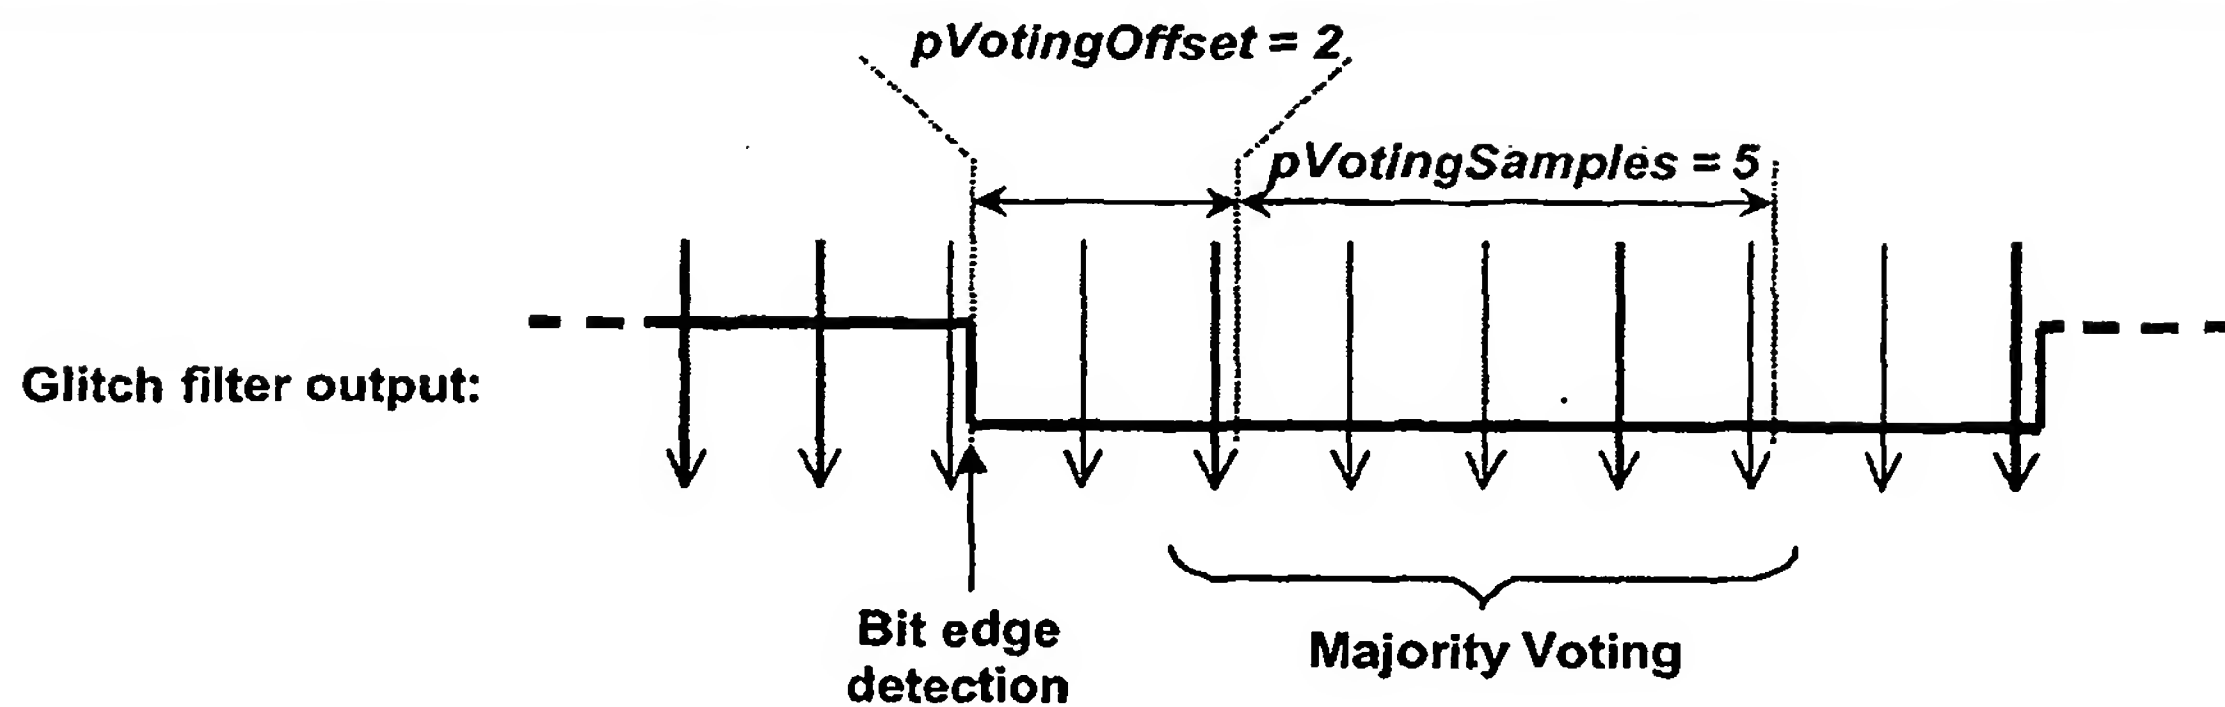 pVotingOffset = 2
pVotingSamples = 5
Glitch filter output:
Bit edge
detection
Majority Voting